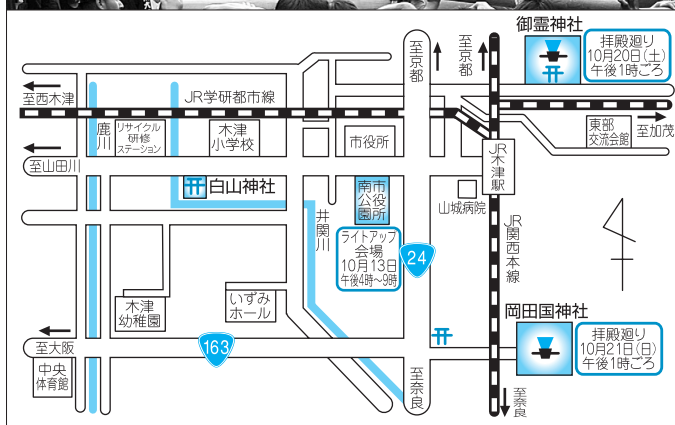 御霊神社
拝殿廻り
10月20日(土)
午後1時ごろ
至京都
至京都
至西木津
JR学研都市線
鹿川
リサイクル
研修
ステーション
木津
小学校
市役所
東部
交流会館
至加茂
至山田川
白山神社
JR木津駅
山城病院
南公園
市役所
井関川
ライトアップ
会場
10月13日
午後4時〜9時
24
JR関西本線
木津
幼稚園
いずみ
ホール
163
岡田国神社
拝殿廻り
10月21日(日)
午後1時ごろ
至大阪
中央
体育館
至奈良
至奈良